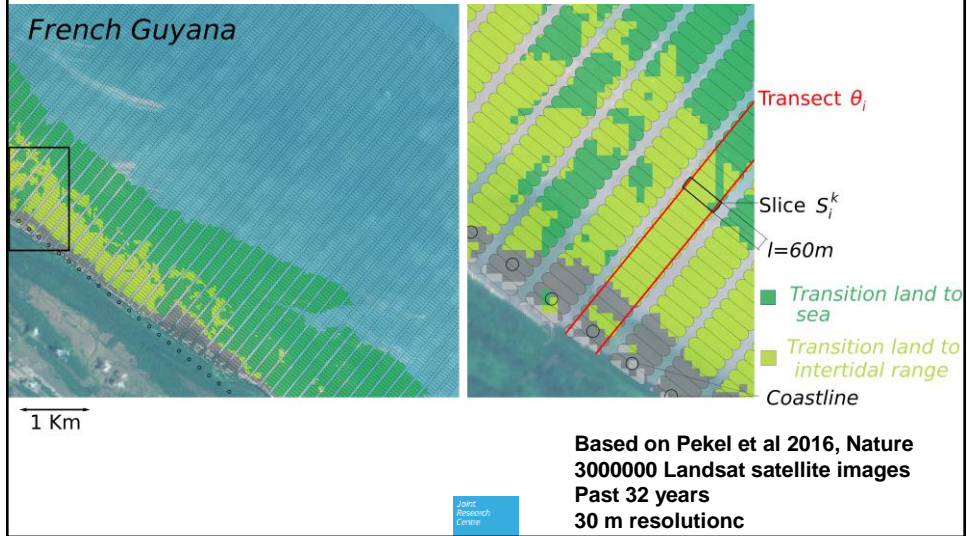 French Guyana
Transect θᵢ
Slice Sᵢᵏ
l=60m
Transition land to
sea
Transition land to
intertidal range
Coastline
1 Km
Based on Pekel et al 2016, Nature
3000000 Landsat satellite images
Past 32 years
30 m resolutionc
Joint
Research
Centre